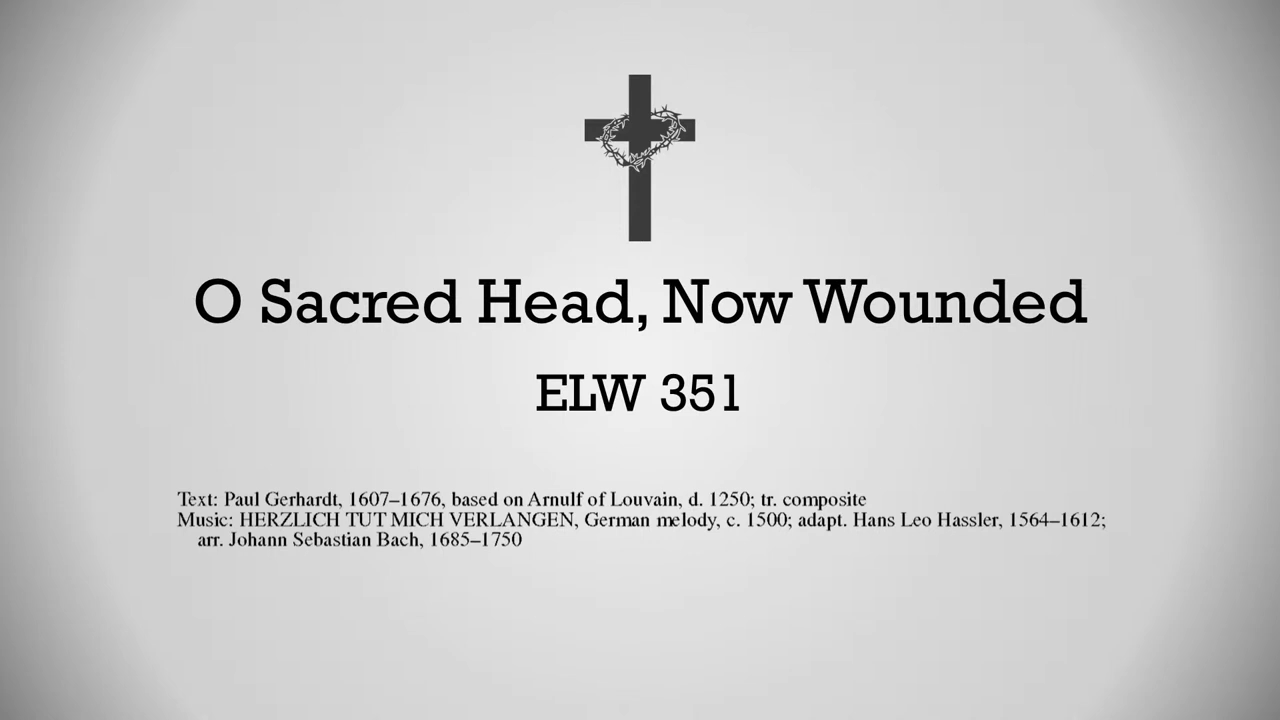 O Sacred Head, Now Wounded
ELW 351
Text: Paul Gerhardt, 1607–1676, based on Arnulf of Louvain, d. 1250; tr. composite
Music: HERZLICH TUT MICH VERLANGEN, German melody, c. 1500; adapt. Hans Leo Hassler, 1564–1612;
arr. Johann Sebastian Bach, 1685–1750